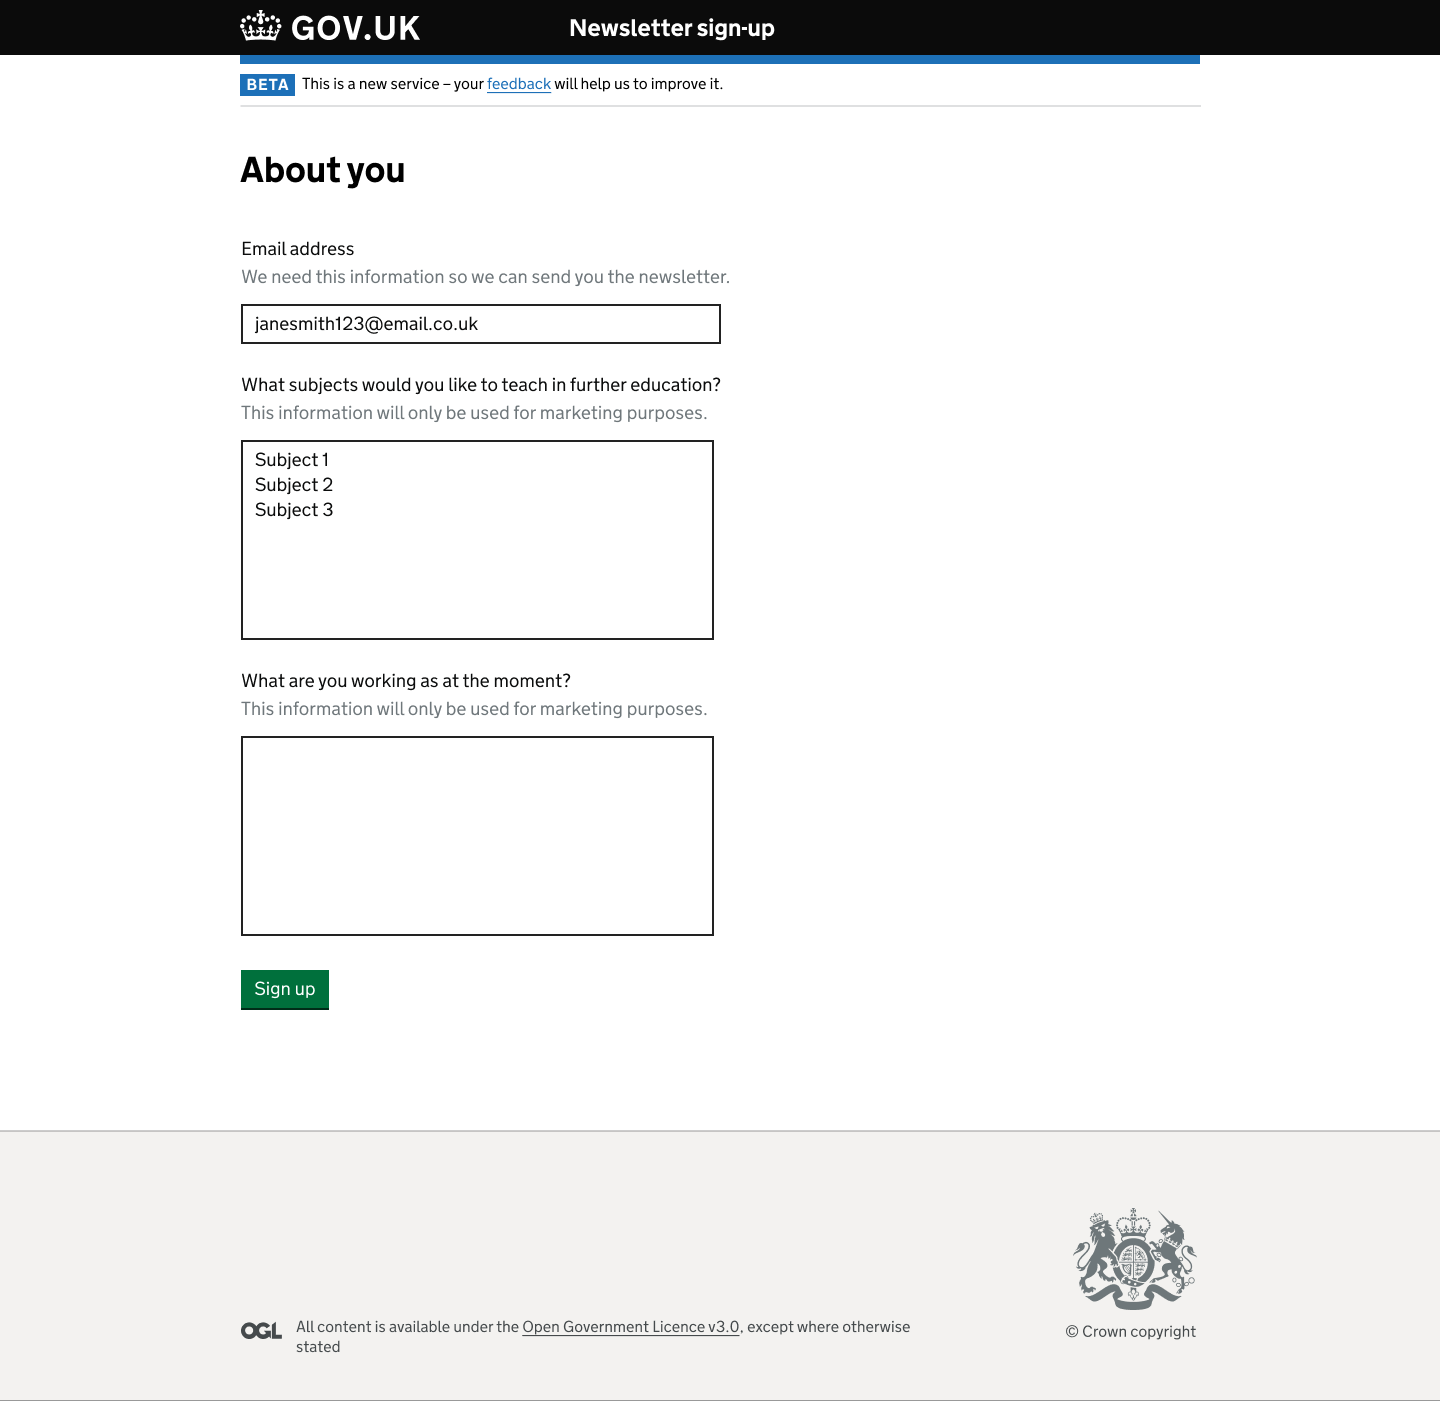 GOV.UK
Newsletter sign-up
BETA This is a new service – your feedback will help us to improve it.
About you
Email address
We need this information so we can send you the newsletter.
janesmith123@email.co.uk
What subjects would you like to teach in further education?
This information will only be used for marketing purposes.
Subject 1
Subject 2
Subject 3
What are you working as at the moment?
This information will only be used for marketing purposes.
Sign up
OGL All content is available under the Open Government Licence v3.0, except where otherwise
stated
© Crown copyright